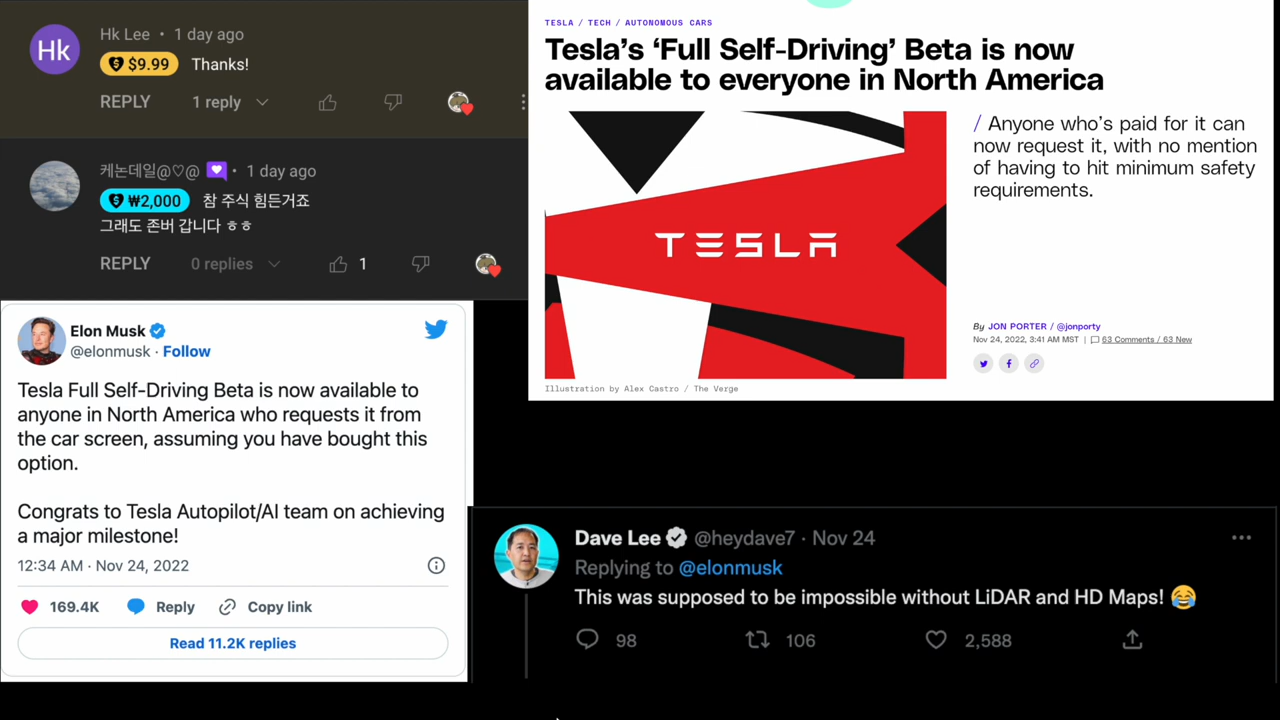 Hk
Hk Lee • 1 day ago
$9.99 Thanks!
REPLY 1 reply
케논데일@♡@ • 1 day ago
₩2,000 참 주식 힘든거죠
그래도 존버 갑니다 ㅎㅎ
REPLY 0 replies 1
TESLA / TECH / AUTONOMOUS CARS
Tesla's 'Full Self-Driving' Beta is now
available to everyone in North America
/ Anyone who's paid for it can
now request it, with no mention
of having to hit minimum safety
requirements.
TESLA
By JON PORTER / @jonporty
Nov 24, 2022, 3:41 AM MST | 63 Comments / 63 New
Illustration by Alex Castro / The Verge
Elon Musk
@elonmusk · Follow
Tesla Full Self-Driving Beta is now available to
anyone in North America who requests it from
the car screen, assuming you have bought this
option.
Congrats to Tesla Autopilot/AI team on achieving
a major milestone!
12:34 AM · Nov 24, 2022
169.4K Reply Copy link
Read 11.2K replies
Dave Lee @heydave7 · Nov 24
Replying to @elonmusk
This was supposed to be impossible without LiDAR and HD Maps! 😂
98 106 2,588